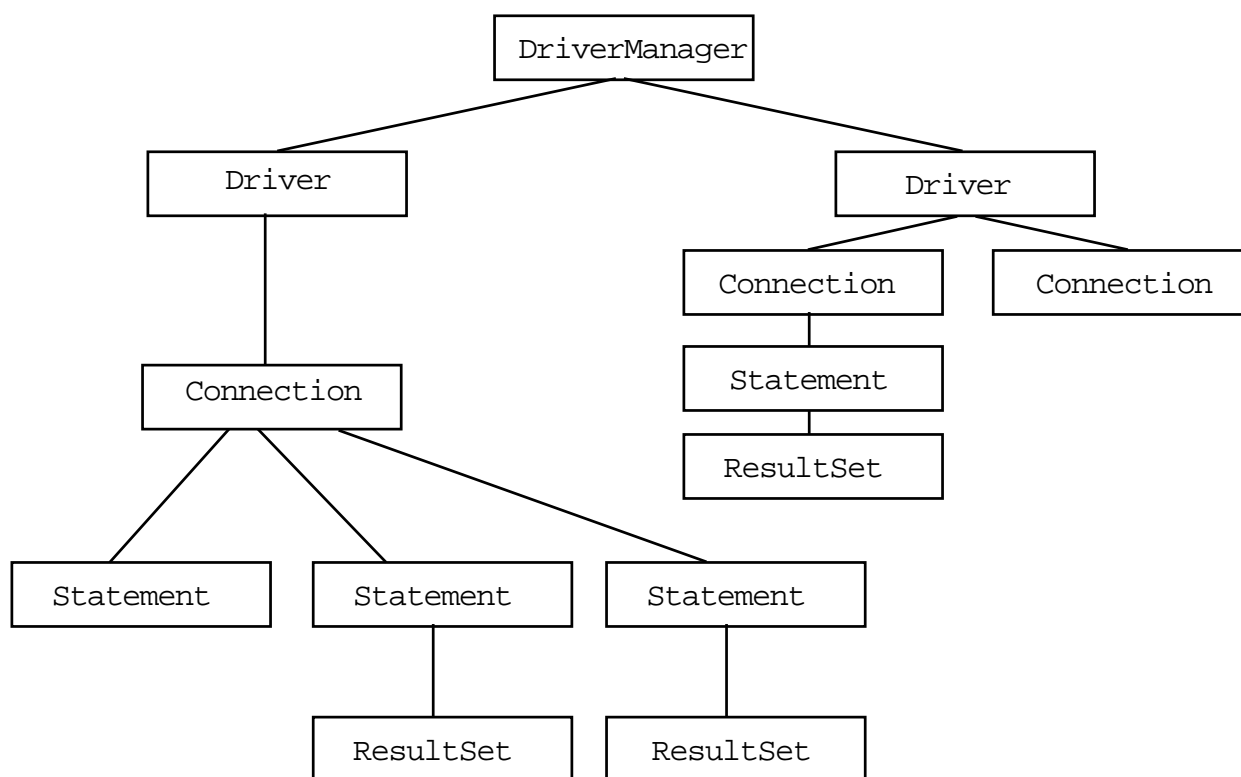 DriverManager
Driver
Driver
Connection
Connection
Statement
Connection
ResultSet
Statement
Statement
Statement
ResultSet
ResultSet